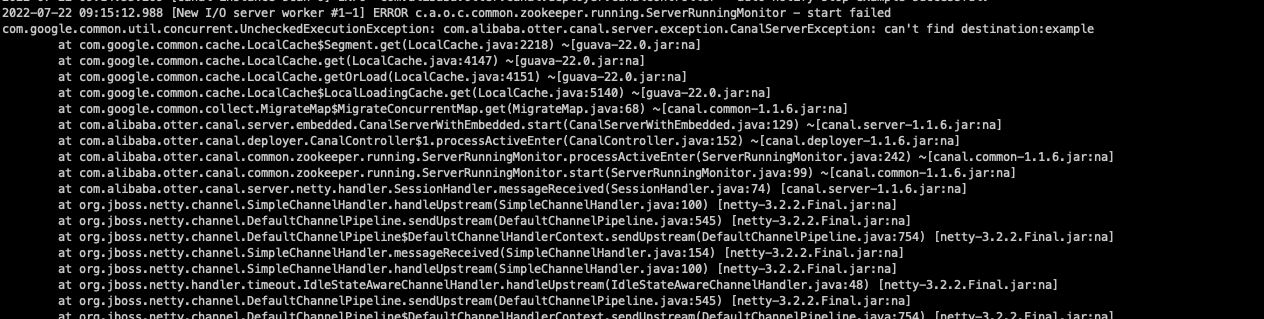 2022-07-22 09:15:12.988 [New I/O server worker #1-1] ERROR c.a.o.c.common.zookeeper.running.ServerRunningMonitor - start failed
com.google.common.util.concurrent.UncheckedExecutionException: com.alibaba.otter.canal.server.exception.CanalServerException: can't find destination:example
at com.google.common.cache.LocalCache$Segment.get(LocalCache.java:2218) ~[guava-22.0.jar:na]
at com.google.common.cache.LocalCache.get(LocalCache.java:4147) ~[guava-22.0.jar:na]
at com.google.common.cache.LocalCache.getOrLoad(LocalCache.java:4151) ~[guava-22.0.jar:na]
at com.google.common.cache.LocalCache$LocalLoadingCache.get(LocalCache.java:5140) ~[guava-22.0.jar:na]
at com.google.common.collect.MigrateMap$MigrateConcurrentMap.get(MigrateMap.java:68) ~[canal.common-1.1.6.jar:na]
at com.alibaba.otter.canal.server.embedded.CanalServerWithEmbedded.start(CanalServerWithEmbedded.java:129) ~[canal.server-1.1.6.jar:na]
at com.alibaba.otter.canal.deployer.CanalController$1.processActiveEnter(CanalController.java:152) ~[canal.deployer-1.1.6.jar:na]
at com.alibaba.otter.canal.common.zookeeper.running.ServerRunningMonitor.processActiveEnter(ServerRunningMonitor.java:242) ~[canal.common-1.1.6.jar:na]
at com.alibaba.otter.canal.common.zookeeper.running.ServerRunningMonitor.start(ServerRunningMonitor.java:99) ~[canal.common-1.1.6.jar:na]
at com.alibaba.otter.canal.server.netty.handler.SessionHandler.messageReceived(SessionHandler.java:74) [canal.server-1.1.6.jar:na]
at org.jboss.netty.channel.SimpleChannelHandler.handleUpstream(SimpleChannelHandler.java:100) [netty-3.2.2.Final.jar:na]
at org.jboss.netty.channel.DefaultChannelPipeline.sendUpstream(DefaultChannelPipeline.java:545) [netty-3.2.2.Final.jar:na]
at org.jboss.netty.channel.DefaultChannelPipeline$DefaultChannelHandlerContext.sendUpstream(DefaultChannelPipeline.java:754) [netty-3.2.2.Final.jar:na]
at org.jboss.netty.channel.SimpleChannelHandler.messageReceived(SimpleChannelHandler.java:154) [netty-3.2.2.Final.jar:na]
at org.jboss.netty.channel.SimpleChannelHandler.handleUpstream(SimpleChannelHandler.java:100) [netty-3.2.2.Final.jar:na]
at org.jboss.netty.handler.timeout.IdleStateAwareChannelHandler.handleUpstream(IdleStateAwareChannelHandler.java:48) [netty-3.2.2.Final.jar:na]
at org.jboss.netty.channel.DefaultChannelPipeline.sendUpstream(DefaultChannelPipeline.java:545) [netty-3.2.2.Final.jar:na]
at org.jboss.netty.channel.DefaultChannelPipeline$DefaultChannelHandlerContext.sendUpstream(DefaultChannelPipeline.java:754) [netty-3.2.2.Final.jar:na]